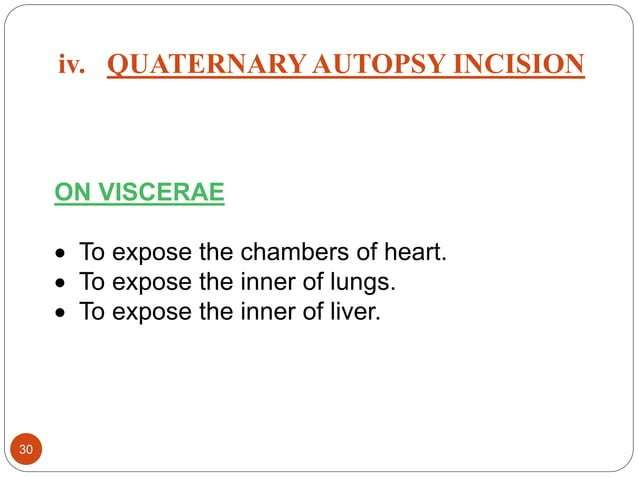 iv. QUATERNARY AUTOPSY INCISION
ON VISCERAE
● To expose the chambers of heart.
● To expose the inner of lungs.
● To expose the inner of liver.
30